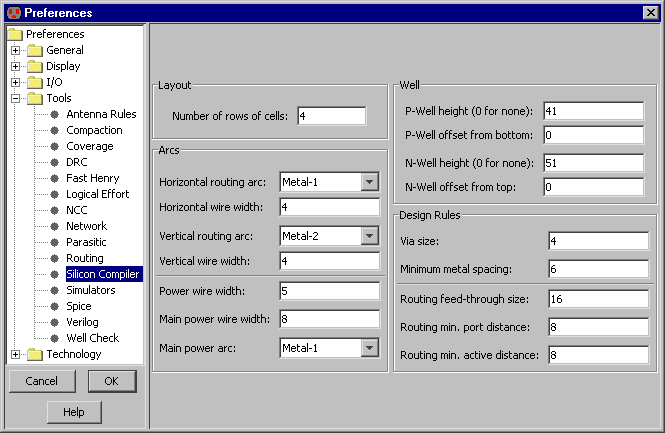 Preferences
Preferences
General
Display
I/O
Tools
Antenna Rules
Compaction
Coverage
DRC
Fast Henry
Logical Effort
NCC
Network
Parasitic
Routing
Silicon Compiler
Simulators
Spice
Verilog
Well Check
Technology
Cancel
OK
Help
Layout
Number of rows of cells: 4
Arcs
Horizontal routing arc: Metal-1
Horizontal wire width: 4
Vertical routing arc: Metal-2
Vertical wire width: 4
Power wire width: 5
Main power wire width: 8
Main power arc: Metal-1
Well
P-Well height (0 for none): 41
P-Well offset from bottom: 0
N-Well height (0 for none): 51
N-Well offset from top: 0
Design Rules
Via size: 4
Minimum metal spacing: 6
Routing feed-through size: 16
Routing min. port distance: 8
Routing min. active distance: 8